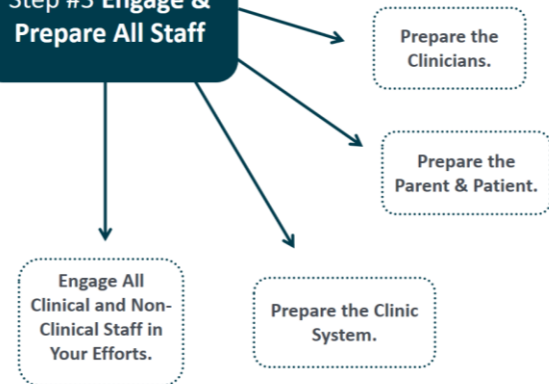 Step #3 Engage &
Prepare All Staff
Prepare the
Clinicians.
Prepare the
Parent & Patient.
Engage All
Clinical and Non-
Clinical Staff in
Your Efforts.
Prepare the Clinic
System.